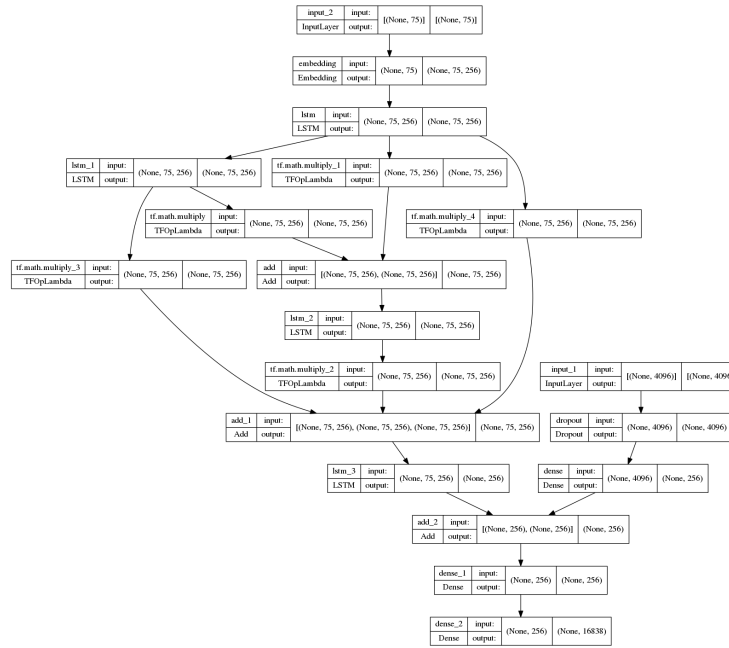 input_2 input: [(None, 75)] [(None, 75)]
InputLayer output:
embedding input: (None, 75) (None, 75, 256)
Embedding output:
lstm input: (None, 75, 256) (None, 75, 256)
LSTM output:
lstm_1 input: (None, 75, 256) (None, 75, 256)
LSTM output:
tf.math.multiply_1 input: (None, 75, 256) (None, 75, 256)
TFOpLambda output:
tf.math.multiply input: (None, 75, 256) (None, 75, 256)
TFOpLambda output:
tf.math.multiply_4 input: (None, 75, 256) (None, 75, 256)
TFOpLambda output:
tf.math.multiply_3 input: (None, 75, 256) (None, 75, 256)
TFOpLambda output:
add input: [(None, 75, 256), (None, 75, 256)] (None, 75, 256)
Add output:
lstm_2 input: (None, 75, 256) (None, 75, 256)
LSTM output:
tf.math.multiply_2 input: (None, 75, 256) (None, 75, 256)
TFOpLambda output:
input_1 input: [(None, 4096)] [(None, 4096
InputLayer output:
add_1 input: [(None, 75, 256), (None, 75, 256), (None, 75, 256)] (None, 75, 256)
Add output:
dropout input: (None, 4096) (None, 4096)
Dropout output:
lstm_3 input: (None, 75, 256) (None, 256)
LSTM output:
dense input: (None, 4096) (None, 256)
Dense output:
add_2 input: [(None, 256), (None, 256)] (None, 256)
Add output:
dense_1 input: (None, 256) (None, 256)
Dense output:
dense_2 input: (None, 256) (None, 16838)
Dense output: